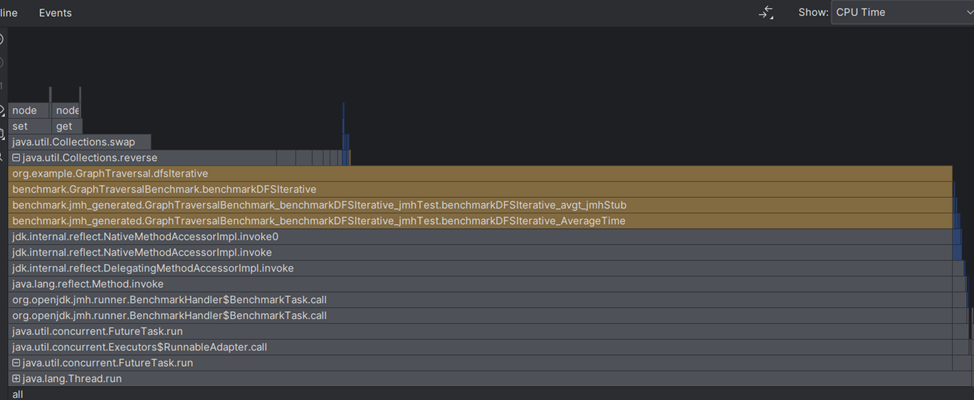 line Events Show: CPU Time
node node
set get
java.util.Collections.swap
java.util.Collections.reverse
org.example.GraphTraversal.dfsIterative
benchmark.GraphTraversalBenchmark.benchmarkDFSIterative
benchmark.jmh_generated.GraphTraversalBenchmark_benchmarkDFSIterative_jmhTest.benchmarkDFSIterative_avgt_jmhStub
benchmark.jmh_generated.GraphTraversalBenchmark_benchmarkDFSIterative_jmhTest.benchmarkDFSIterative_AverageTime
jdk.internal.reflect.NativeMethodAccessorImpl.invoke0
jdk.internal.reflect.NativeMethodAccessorImpl.invoke
jdk.internal.reflect.DelegatingMethodAccessorImpl.invoke
java.lang.reflect.Method.invoke
org.openjdk.jmh.runner.BenchmarkHandler$BenchmarkTask.call
org.openjdk.jmh.runner.BenchmarkHandler$BenchmarkTask.call
java.util.concurrent.FutureTask.run
java.util.concurrent.Executors$RunnableAdapter.call
java.util.concurrent.FutureTask.run
java.lang.Thread.run
all